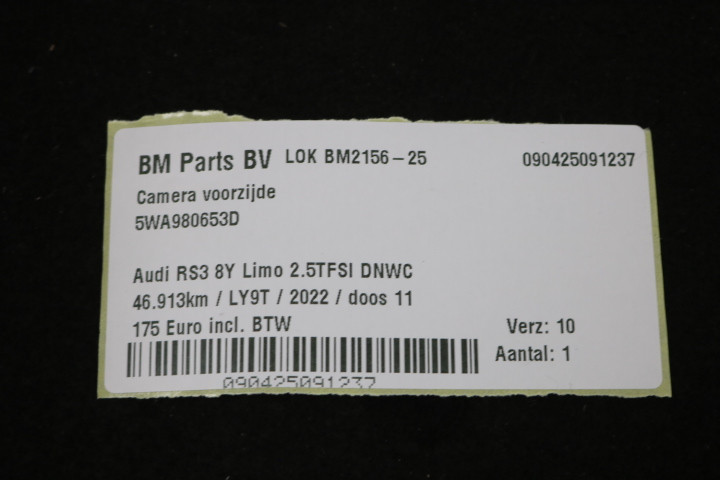 BM Parts BV LOK BM2156-25 090425091237
Camera voorzijde
5WA980653D
Audi RS3 8Y Limo 2.5TFSI DNWC
46.913km / LY9T / 2022 / doos 11
175 Euro incl. BTW Verz: 10
Aantal: 1
090425091237